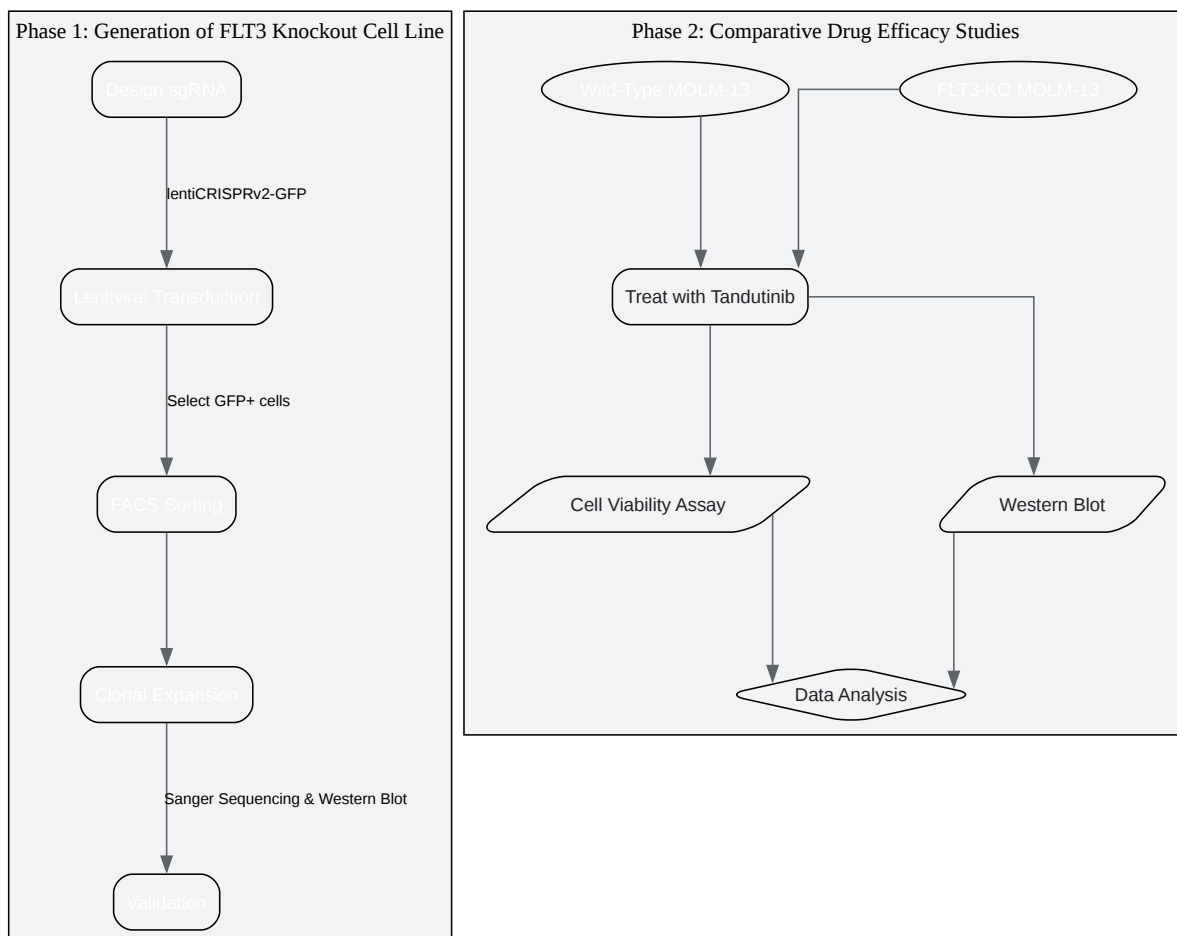 Phase 1: Generation of FLT3 Knockout Cell Line
Design sgRNA
lentiCRISPRv2-GFP
Lentiviral Transduction
Select GFP+ cells
FACS Sorting
Clonal Expansion
Sanger Sequencing & Western Blot
Validation
Phase 2: Comparative Drug Efficacy Studies
Wild-Type MOLM-13
FLT3-KO MOLM-13
Treat with Tandutinib
Cell Viability Assay
Western Blot
Data Analysis